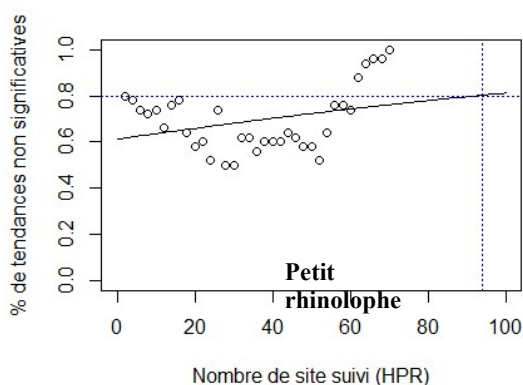 % de tendances non significatives
1.0
0.8
0.6
0.4
0.2
0.0
Petit
rhinolophe
0 20 40 60 80 100
Nombre de site suivi (HPR)